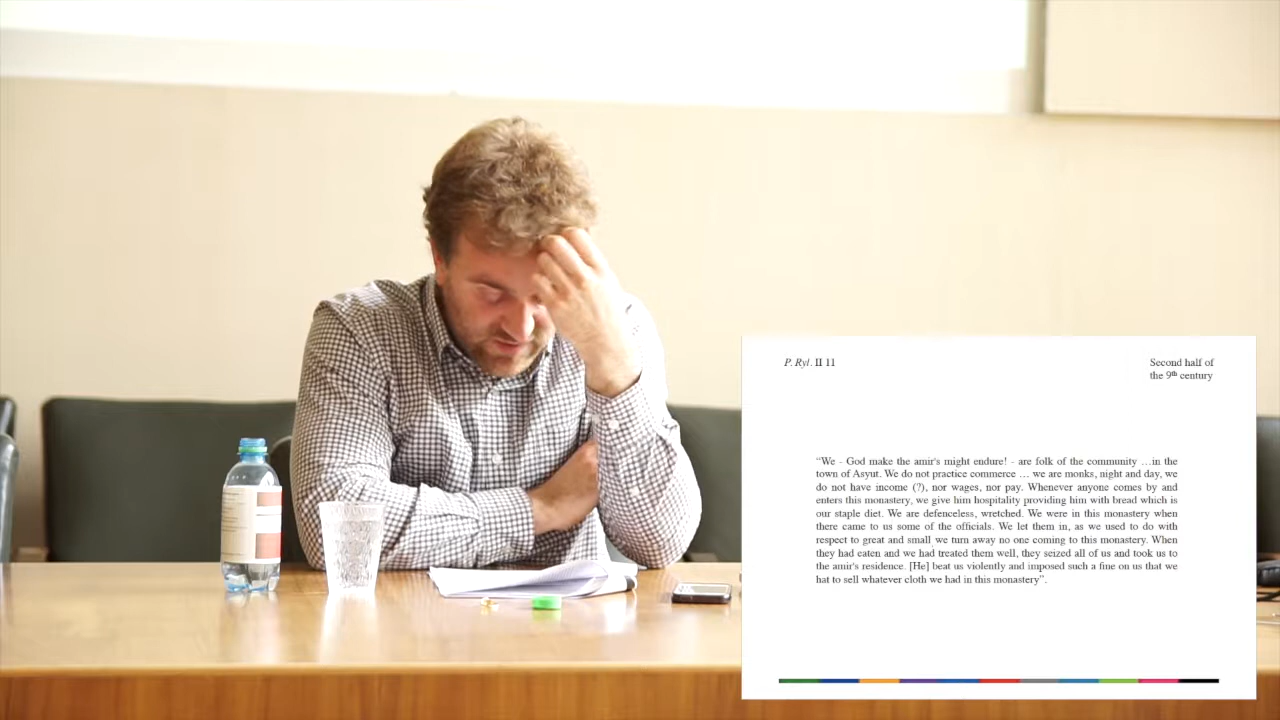 P. Ryl. II 11
Second half of
the 9th century
“We - God make the amir's might endure! - are folk of the community …in the
town of Asyut. We do not practice commerce … we are monks, night and day, we
do not have income (?), nor wages, nor pay. Whenever anyone comes by and
enters this monastery, we give him hospitality providing him with bread which is
our staple diet. We are defenceless, wretched. We were in this monastery when
there came to us some of the officials. We let them in, as we used to do with
respect to great and small we turn away no one coming to this monastery. When
they had eaten and we had treated them well, they seized all of us and took us to
the amir's residence. [He] beat us violently and imposed such a fine on us that we
hat to sell whatever cloth we had in this monastery”.